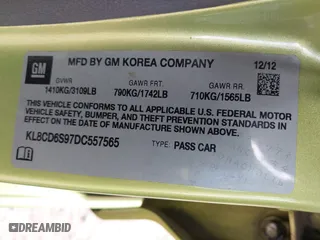 GM
MFD BY GM KOREA COMPANY 12/12
GVWR GAWR FRT. GAWR RR.
1410KG/3109LB 790KG/1742LB 710KG/1565LB
THIS VEHICLE CONFORMS TO ALL APPLICABLE U.S. FEDERAL MOTOR
VEHICLE SAFETY, BUMPER, AND THEFT PREVENTION STANDARDS IN
EFFECT ON THE DATE OF MANUFACTURE SHOWN ABOVE.
KL8CD6S97DC557565 TYPE: PASS CAR
DREAMBID